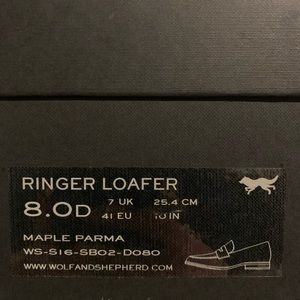 RINGER LOAFER
8.0D 7 UK 25.4 CM
41 EU 10 IN
MAPLE PARMA
WS-S16-SB02-D080
WWW.WOLFANDSHEPHERD.COM